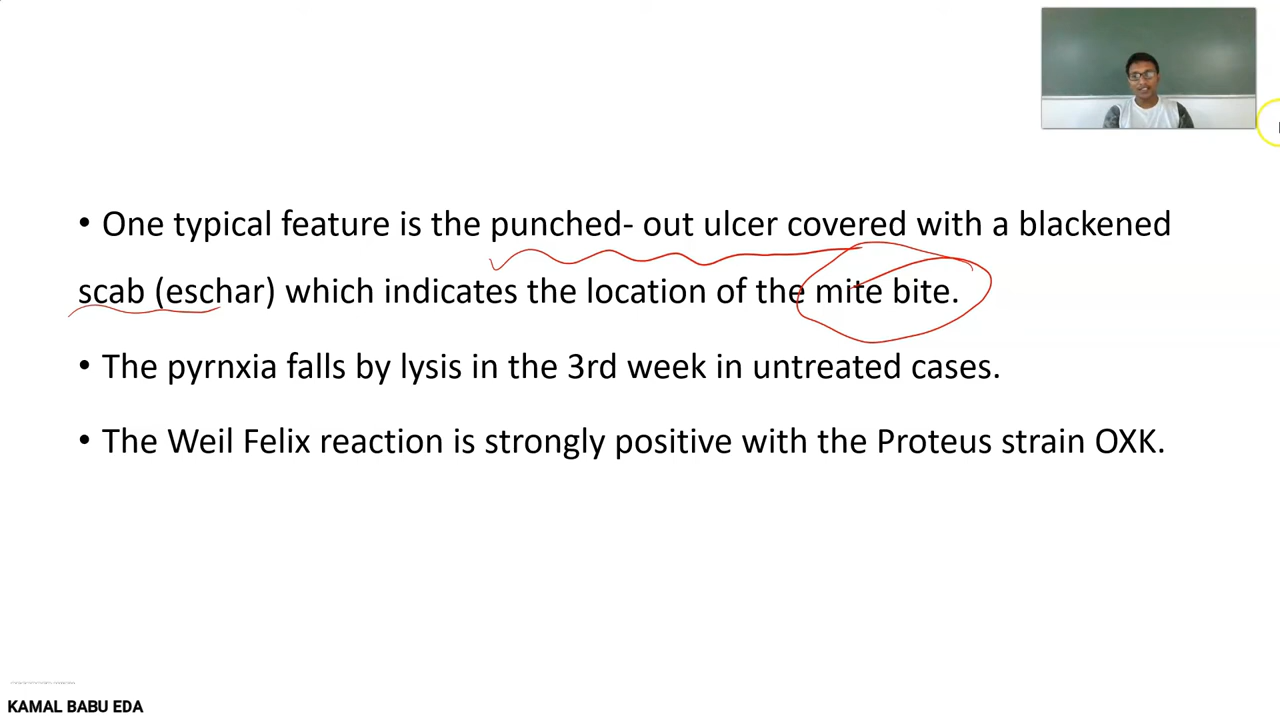 • One typical feature is the punched- out ulcer covered with a blackened
scab (eschar) which indicates the location of the mite bite.
• The pyrnxia falls by lysis in the 3rd week in untreated cases.
• The Weil Felix reaction is strongly positive with the Proteus strain OXK.
KAMAL BABU EDA